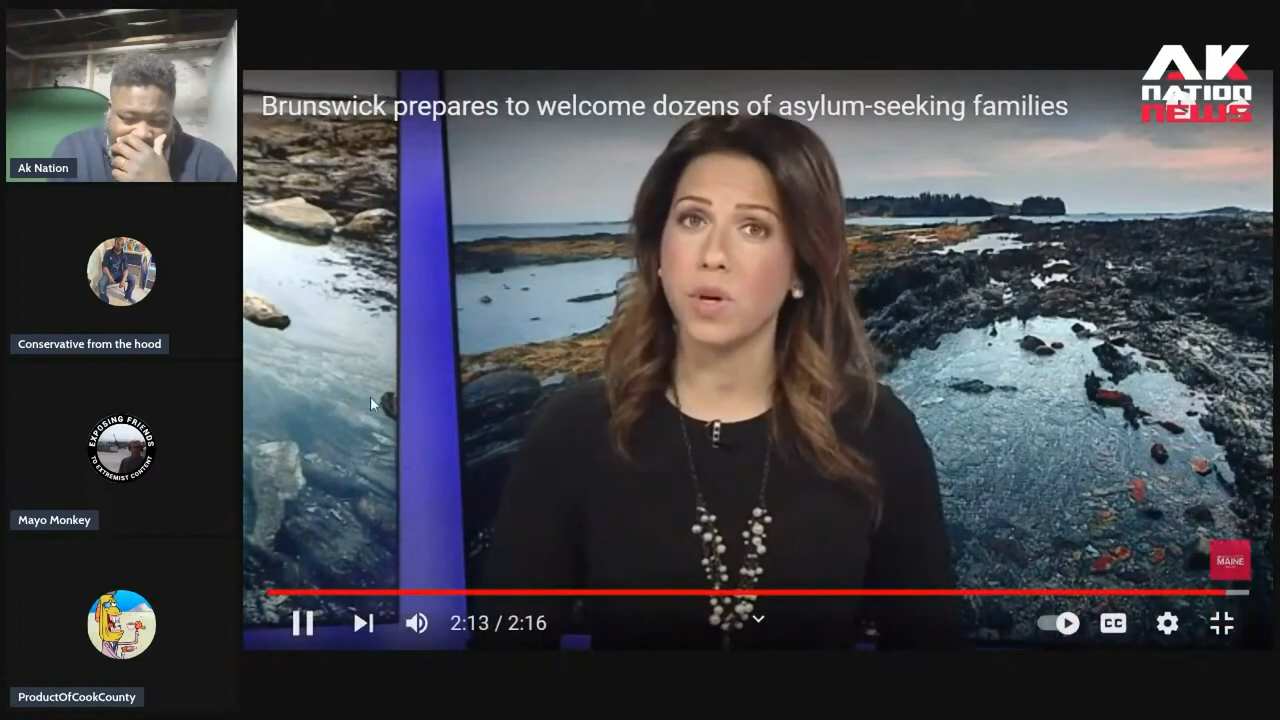 AK
NATION
NEWS
Brunswick prepares to welcome dozens of asylum-seeking families
Ak Nation
Conservative from the hood
EXPOSING FRIENDS
TO EXTREMIST CONTENT
Mayo Monkey
ProductOfCookCounty
MAINE
2:13 / 2:16
CC